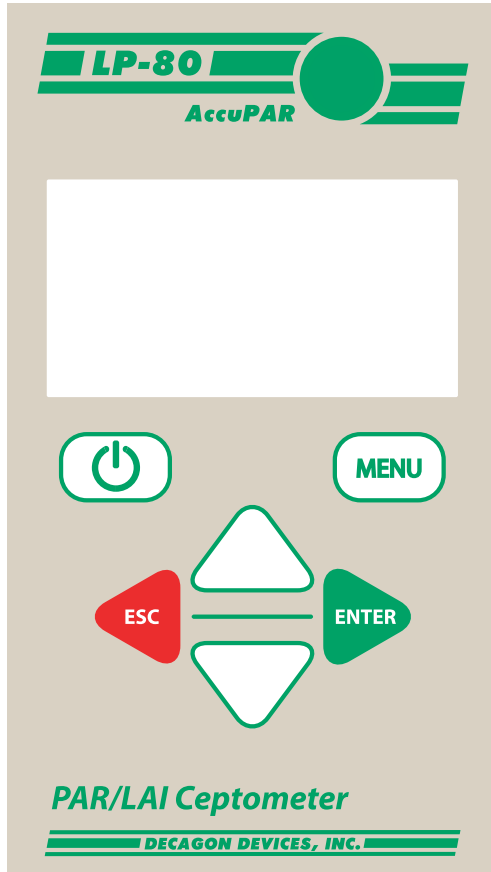 LP-80
AccuPAR
MENU
ESC
ENTER
PAR/LAI Ceptometer
DECAGON DEVICES, INC.